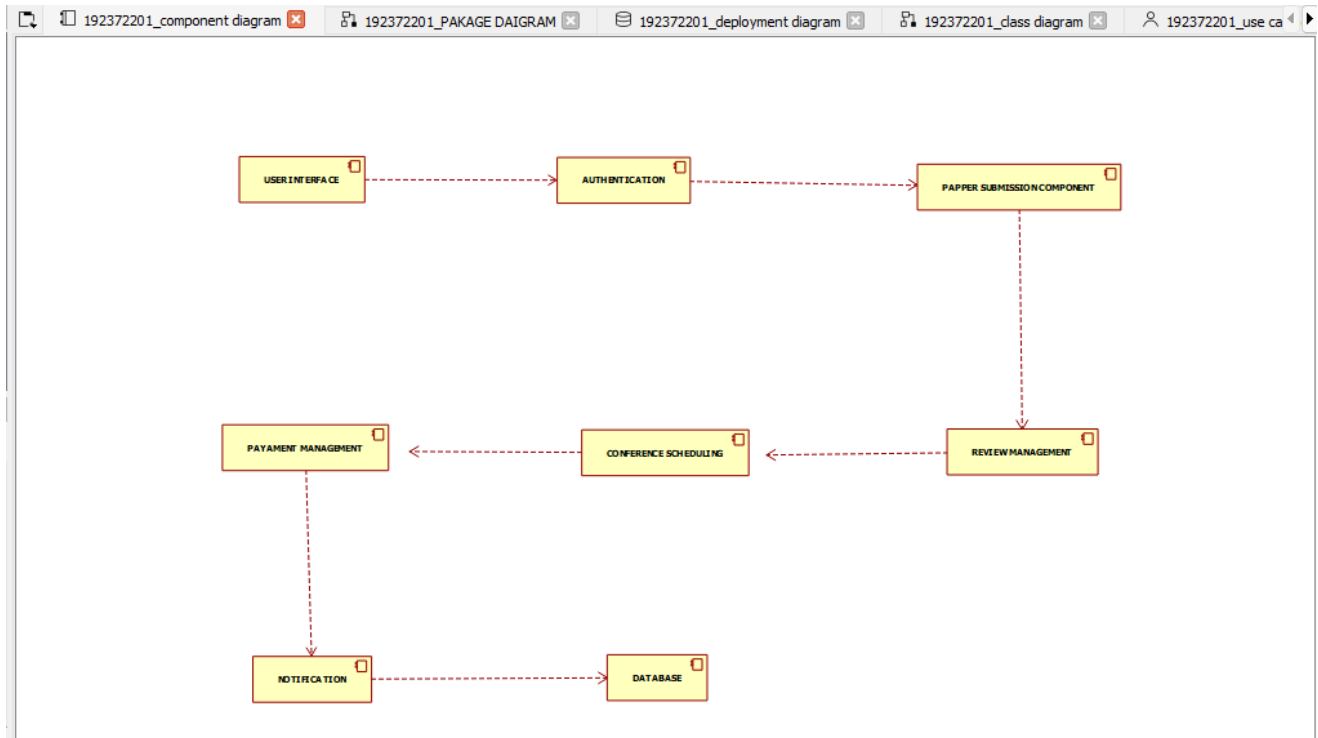 192372201_component diagram
192372201_PAKAGE DAIGRAM
192372201_deployment diagram
192372201_class diagram
192372201_use ca
USER INTERFACE
AUTHENTICATION
PAPPER SUBMISSION COMPONENT
PAYAMENT MANAGEMENT
CONFERENCE SCHEDULING
REVIEW MANAGEMENT
NOTIFICATION
DATABASE